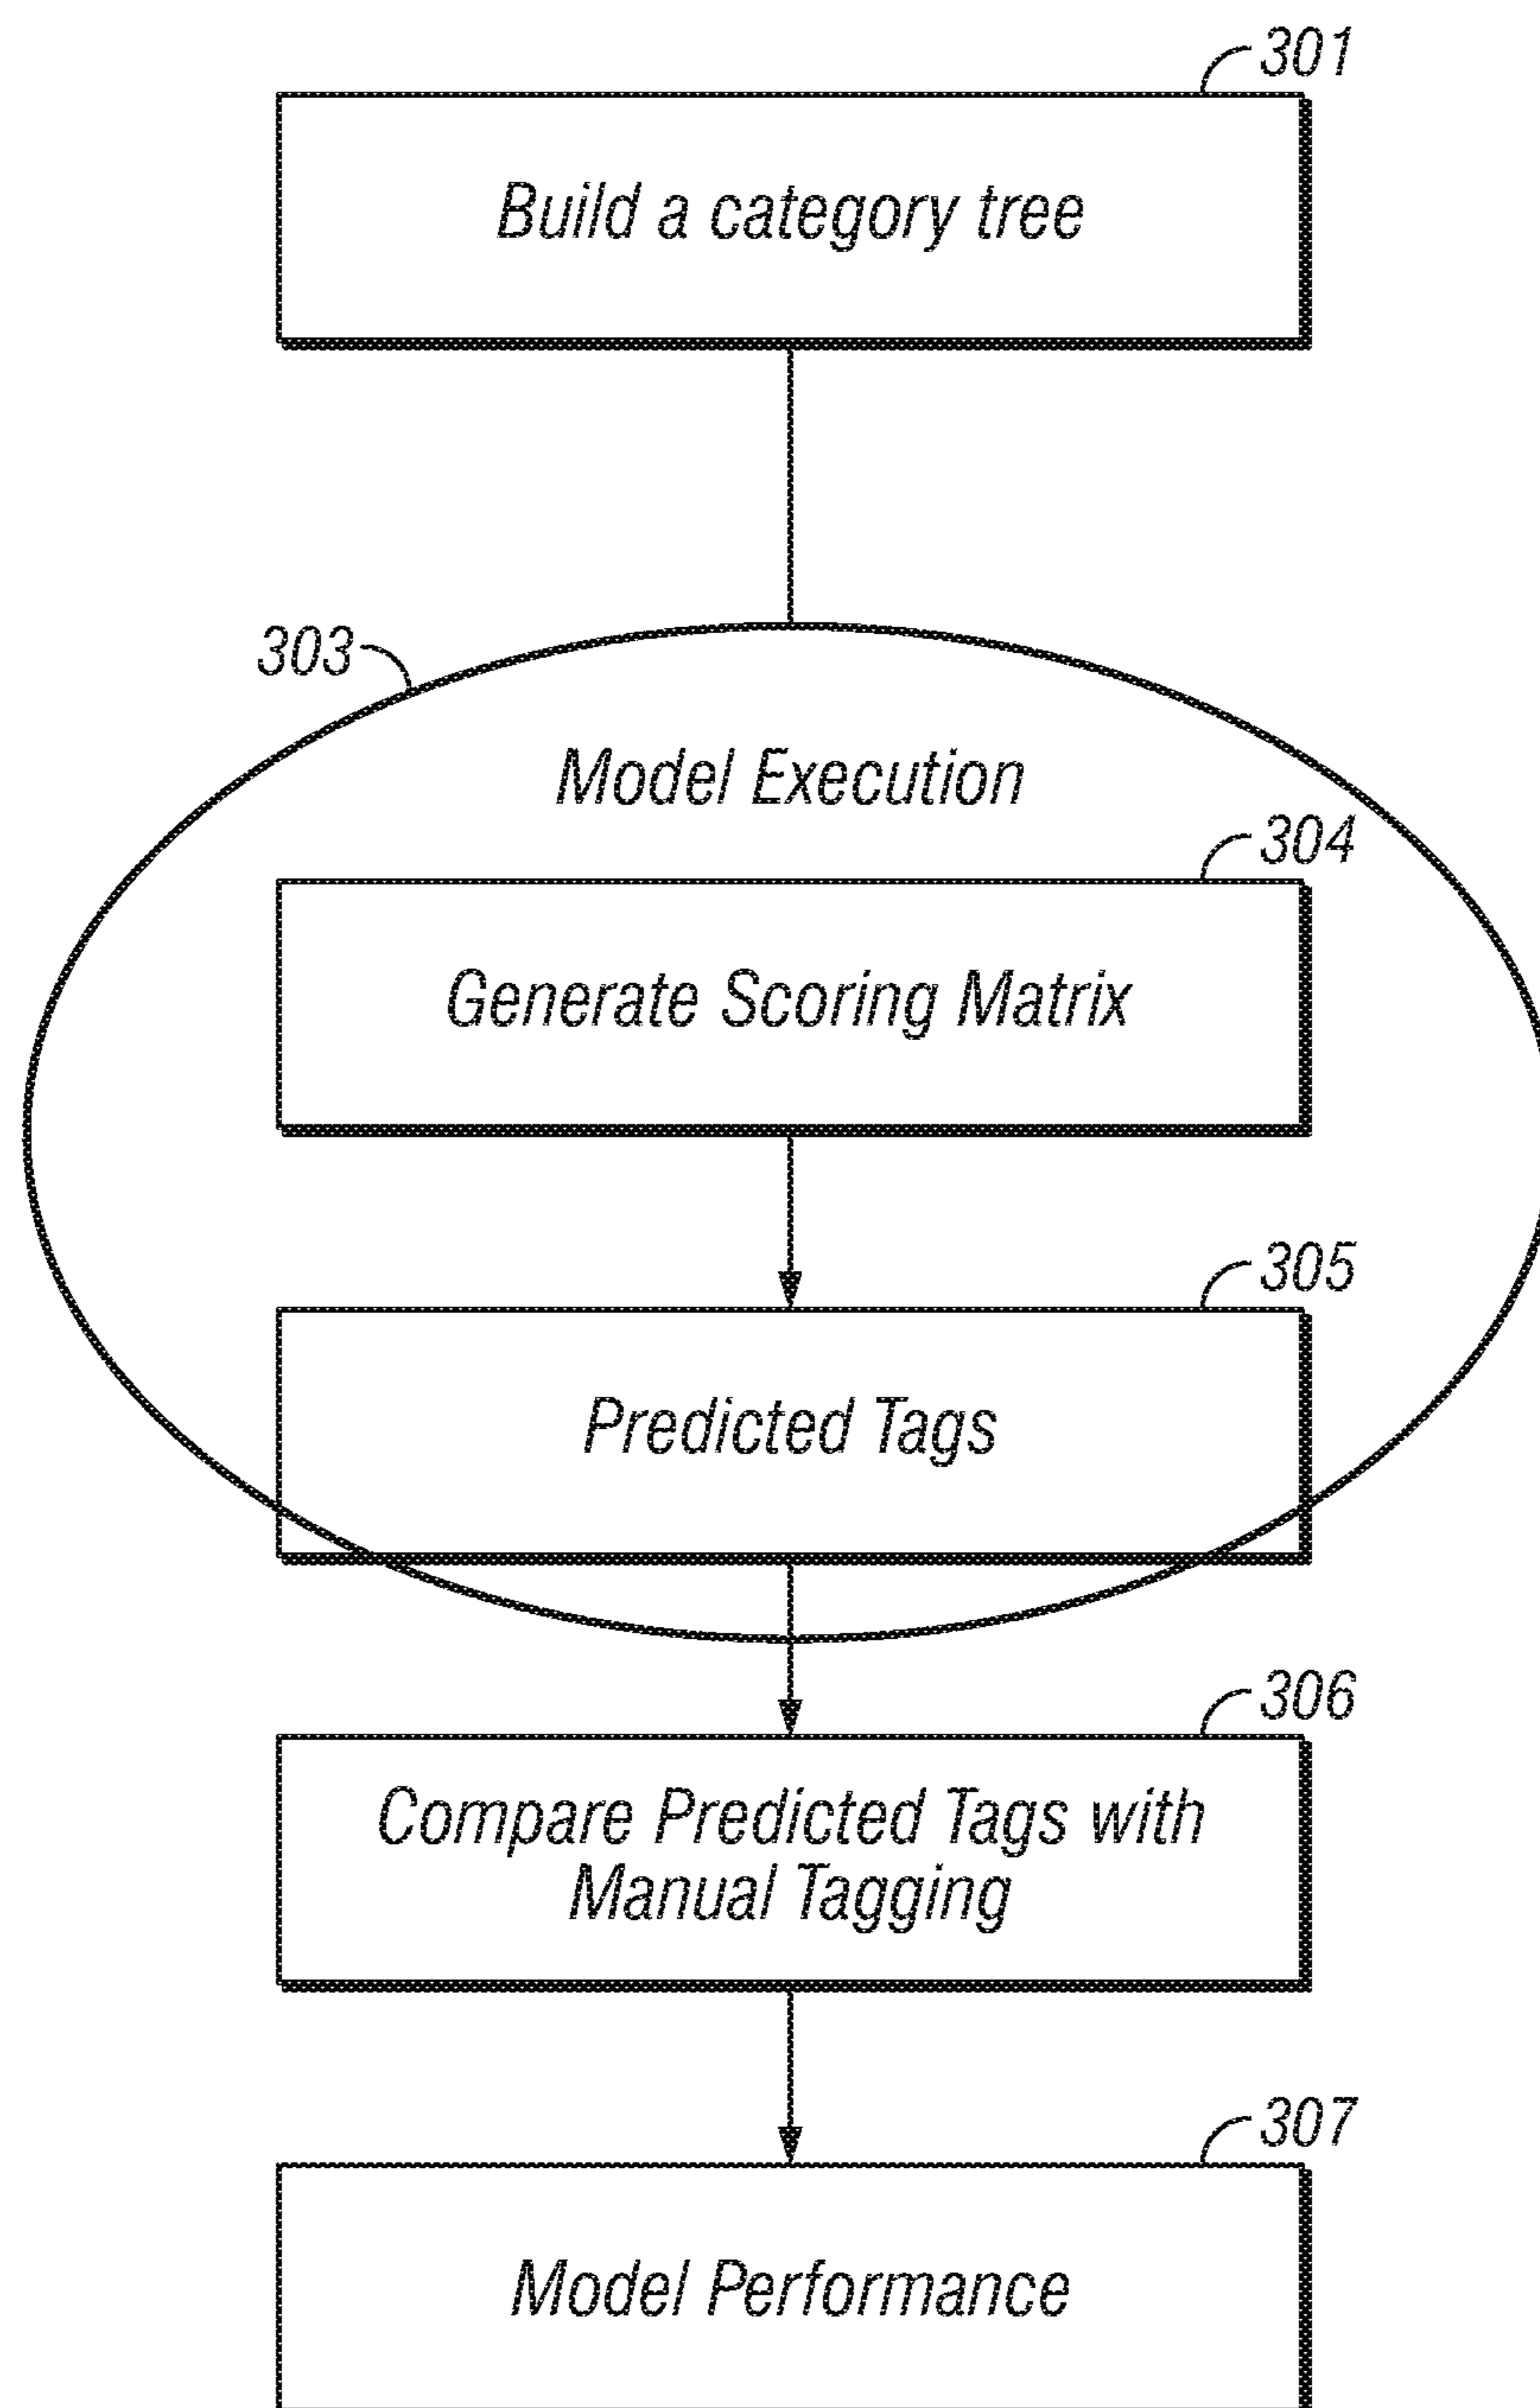 301
Build a category tree
303
Model Execution
304
Generate Scoring Matrix
305
Predicted Tags
306
Compare Predicted Tags with
Manual Tagging
307
Model Performance